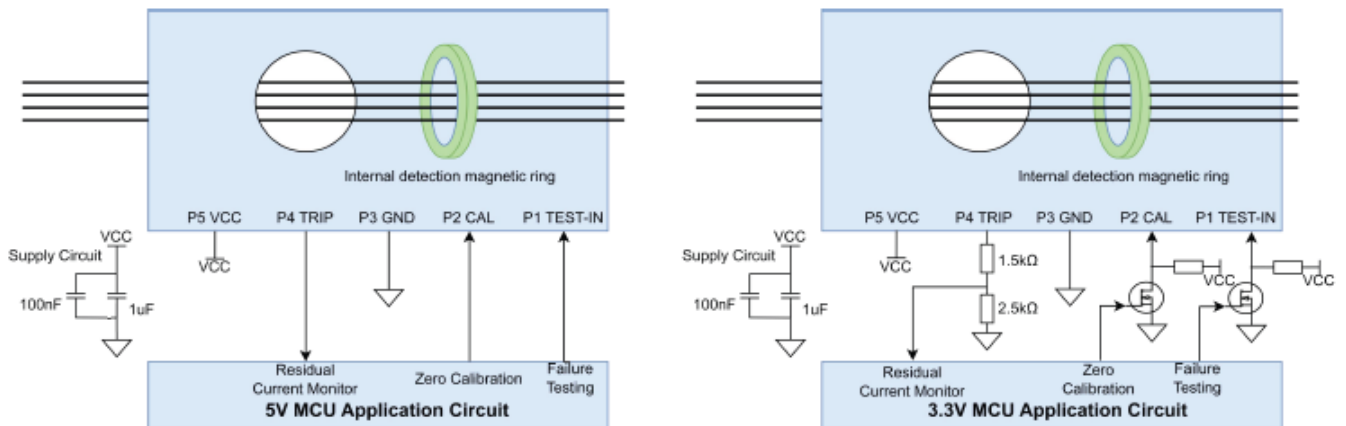 Internal detection magnetic ring
P5 VCC P4 TRIP P3 GND P2 CAL P1 TEST-IN
VCC
Supply Circuit
VCC
100nF
1uF
Residual
Current Monitor
Zero Calibration
Failure
Testing
5V MCU Application Circuit
Internal detection magnetic ring
P5 VCC P4 TRIP P3 GND P2 CAL P1 TEST-IN
VCC
Supply Circuit
VCC
1.5kΩ
VCC
VCC
100nF
1uF
2.5kΩ
Residual
Current Monitor
Zero
Calibration
Failure
Testing
3.3V MCU Application Circuit